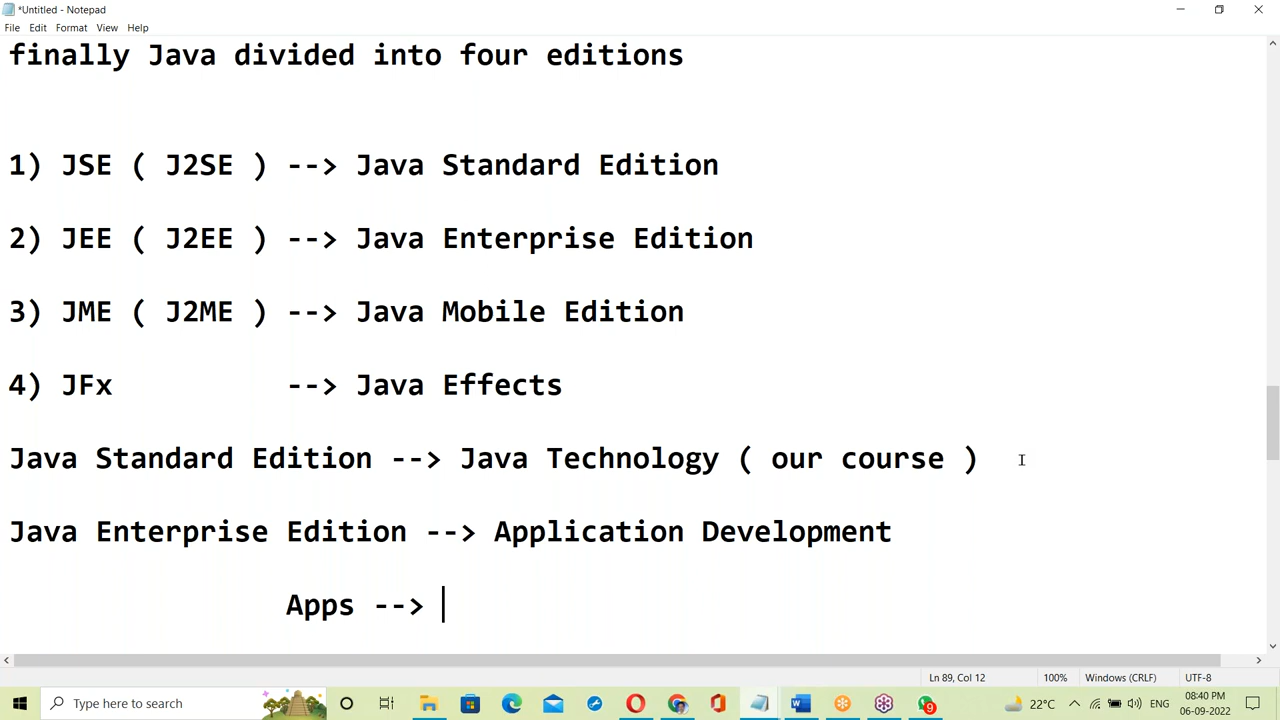 *Untitled - Notepad
File Edit Format View Help
finally Java divided into four editions
1) JSE ( J2SE ) --> Java Standard Edition
2) JEE ( J2EE ) --> Java Enterprise Edition
3) JME ( J2ME ) --> Java Mobile Edition
4) JFx --> Java Effects
Java Standard Edition --> Java Technology ( our course )
Java Enterprise Edition --> Application Development
Apps -->
Ln 89, Col 12 100% Windows (CRLF) UTF-8
Type here to search 9 22°C ENG 08:40 PM
06-09-2022